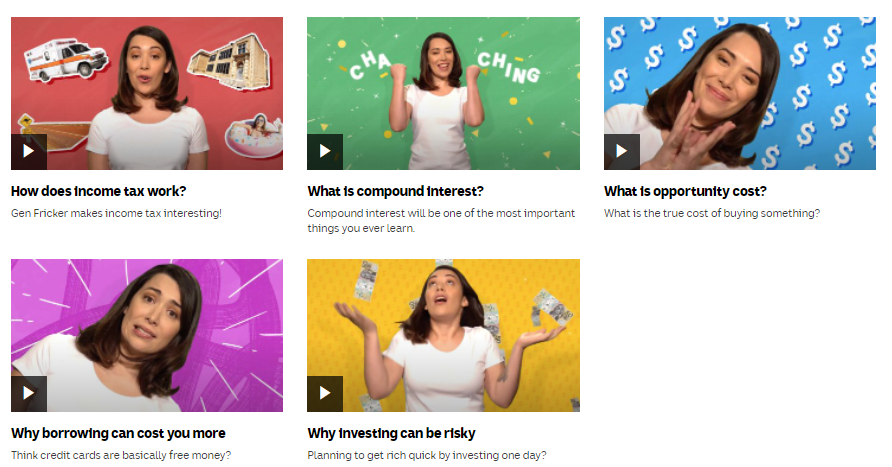 CHA CHING
How does income tax work?
Gen Fricker makes income tax interesting!
What is compound interest?
Compound interest will be one of the most important
things you ever learn.
What is opportunity cost?
What is the true cost of buying something?
Why borrowing can cost you more
Think credit cards are basically free money?
Why investing can be risky
Planning to get rich quick by investing one day?